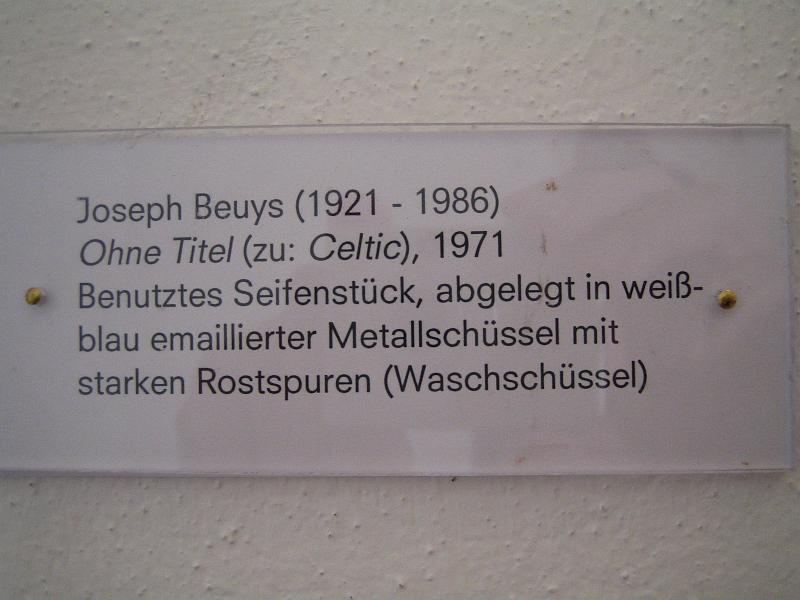 Joseph Beuys (1921 - 1986)
Ohne Titel (zu: Celtic), 1971
Benutztes Seifenstück, abgelegt in weiß-
blau emaillierter Metallschüssel mit
starken Rostspuren (Waschschüssel)